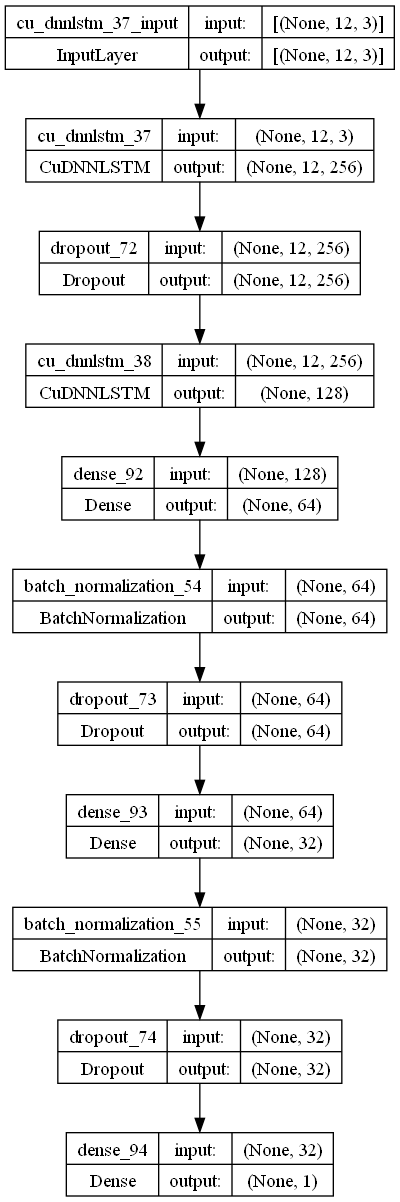 cu_dnnlstm_37_input input: [(None, 12, 3)]
InputLayer output: [(None, 12, 3)]
cu_dnnlstm_37 input: (None, 12, 3)
CuDNNLSTM output: (None, 12, 256)
dropout_72 input: (None, 12, 256)
Dropout output: (None, 12, 256)
cu_dnnlstm_38 input: (None, 12, 256)
CuDNNLSTM output: (None, 128)
dense_92 input: (None, 128)
Dense output: (None, 64)
batch_normalization_54 input: (None, 64)
BatchNormalization output: (None, 64)
dropout_73 input: (None, 64)
Dropout output: (None, 64)
dense_93 input: (None, 64)
Dense output: (None, 32)
batch_normalization_55 input: (None, 32)
BatchNormalization output: (None, 32)
dropout_74 input: (None, 32)
Dropout output: (None, 32)
dense_94 input: (None, 32)
Dense output: (None, 1)